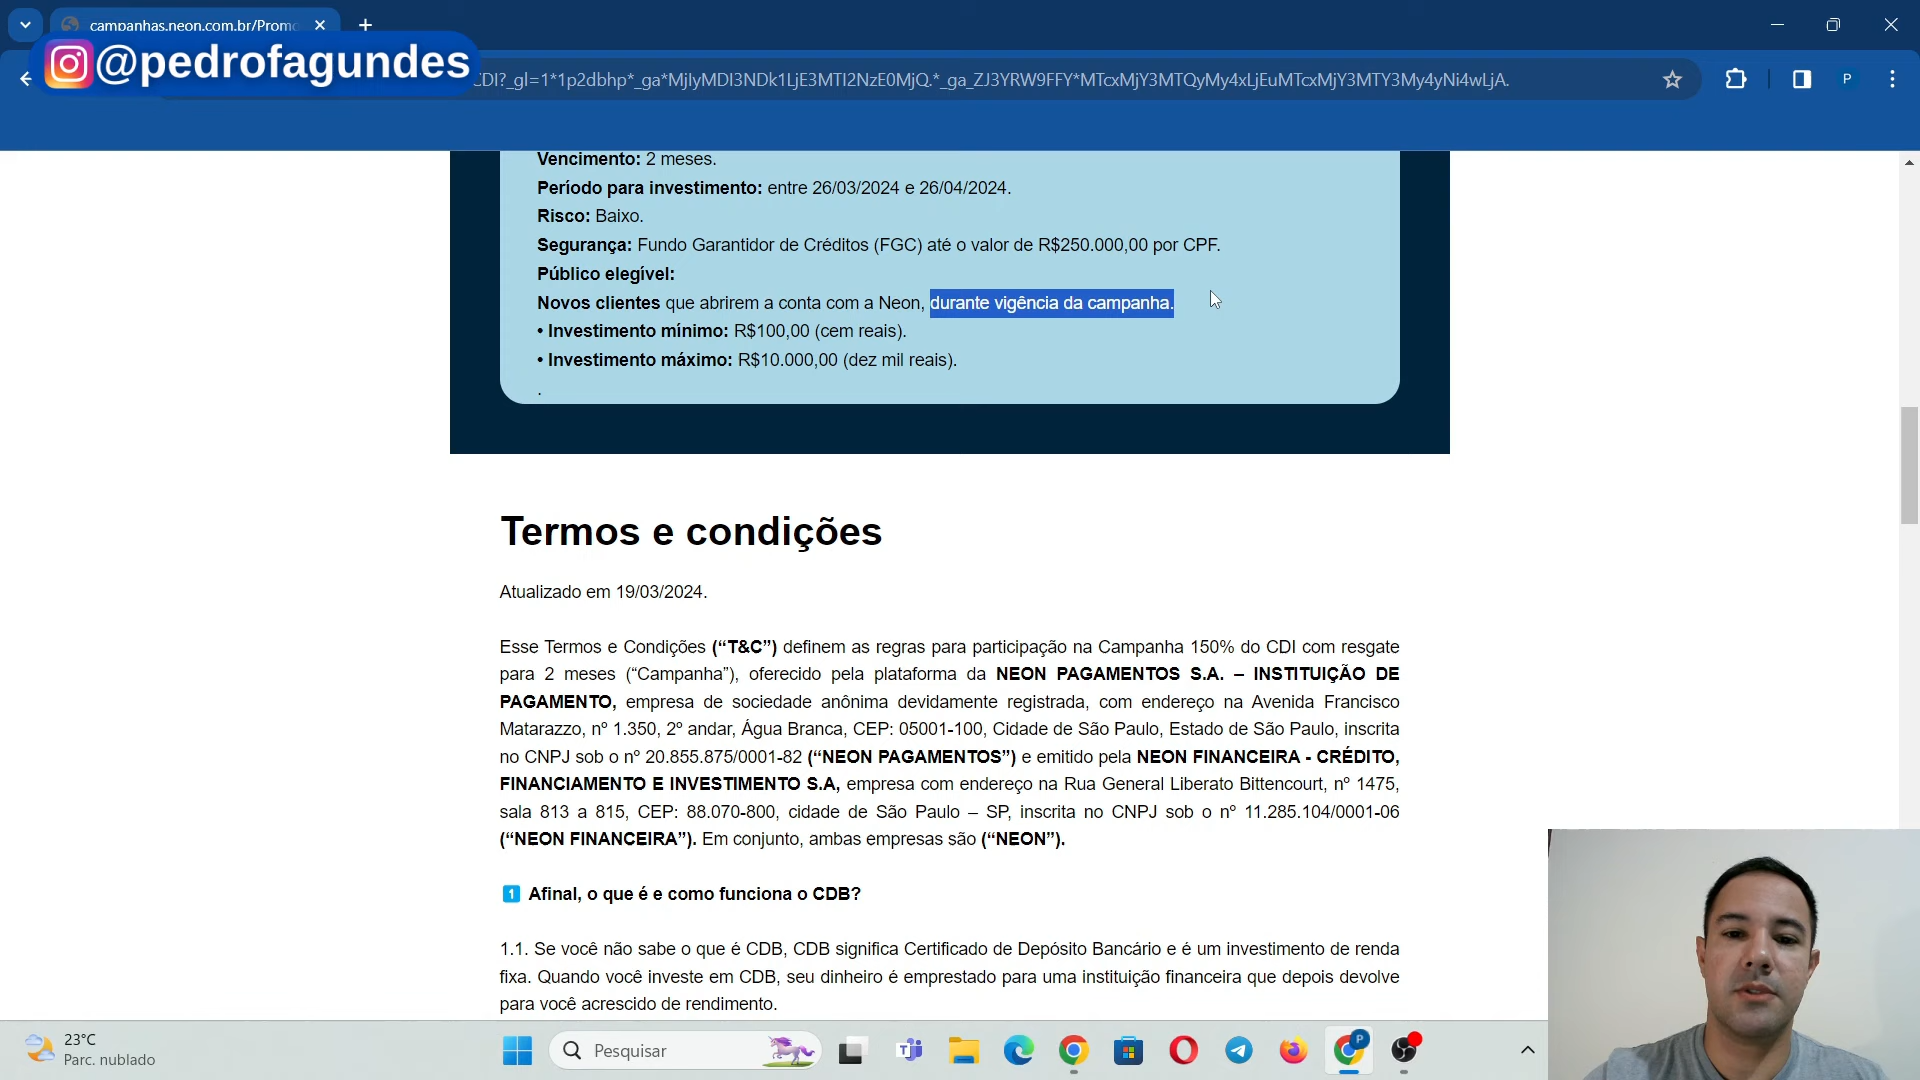 campanhas.neon.com.br/Promo
@pedrofagundes
CDI?_gl=1*1p2dbhp*_ga*MjIyMDI3NDk1LjE3MTI2NzE0MjQ.*_ga_ZJ3YRW9FFY*MTcxMjY3MTQyMy4xLjEuMTcxMjY3MTY3My4yNi4wLjA.
P
Vencimento: 2 meses.
Período para investimento: entre 26/03/2024 e 26/04/2024.
Risco: Baixo.
Segurança: Fundo Garantidor de Créditos (FGC) até o valor de R$250.000,00 por CPF.
Público elegível:
Novos clientes que abrirem a conta com a Neon, durante vigência da campanha.
• Investimento mínimo: R$100,00 (cem reais).
• Investimento máximo: R$10.000,00 (dez mil reais).
.
Termos e condições
Atualizado em 19/03/2024.
Esse Termos e Condições (“T&C”) definem as regras para participação na Campanha 150% do CDI com resgate
para 2 meses (“Campanha”), oferecido pela plataforma da NEON PAGAMENTOS S.A. – INSTITUIÇÃO DE
PAGAMENTO, empresa de sociedade anônima devidamente registrada, com endereço na Avenida Francisco
Matarazzo, nº 1.350, 2º andar, Água Branca, CEP: 05001-100, Cidade de São Paulo, Estado de São Paulo, inscrita
no CNPJ sob o nº 20.855.875/0001-82 (“NEON PAGAMENTOS”) e emitido pela NEON FINANCEIRA - CRÉDITO,
FINANCIAMENTO E INVESTIMENTO S.A, empresa com endereço na Rua General Liberato Bittencourt, nº 1475,
sala 813 a 815, CEP: 88.070-800, cidade de São Paulo – SP, inscrita no CNPJ sob o nº 11.285.104/0001-06
(“NEON FINANCEIRA”). Em conjunto, ambas empresas são (“NEON”).
1 Afinal, o que é e como funciona o CDB?
1.1. Se você não sabe o que é CDB, CDB significa Certificado de Depósito Bancário e é um investimento de renda
fixa. Quando você investe em CDB, seu dinheiro é emprestado para uma instituição financeira que depois devolve
para você acrescido de rendimento.
23°C
Parc. nublado
Pesquisar
P